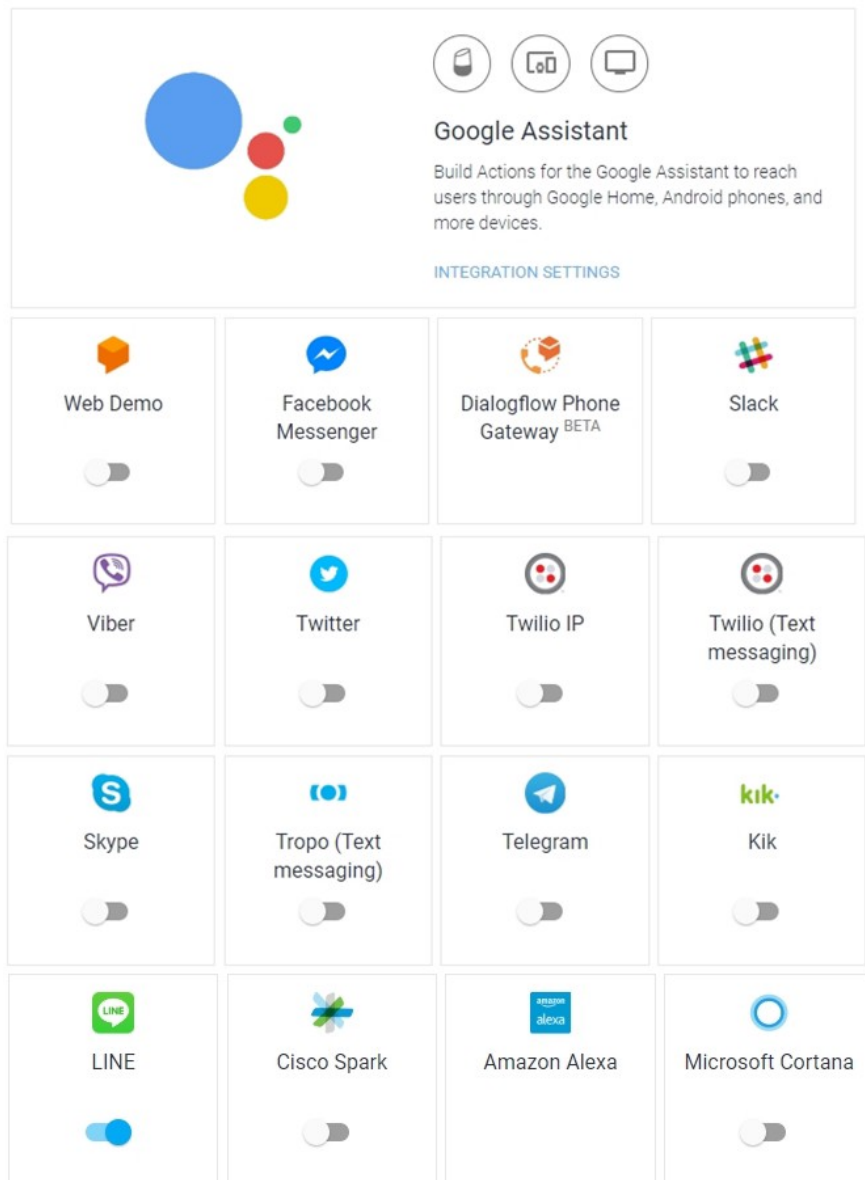 Google Assistant
Build Actions for the Google Assistant to reach
users through Google Home, Android phones, and
more devices.
INTEGRATION SETTINGS
Web Demo
Facebook
Messenger
Dialogflow Phone
Gateway BETA
Slack
Viber
Twitter
Twilio IP
Twilio (Text
messaging)
S
Skype
Tropo (Text
messaging)
Telegram
kik
Kik
LINE
LINE
Cisco Spark
amazon
alexa
Amazon Alexa
Microsoft Cortana